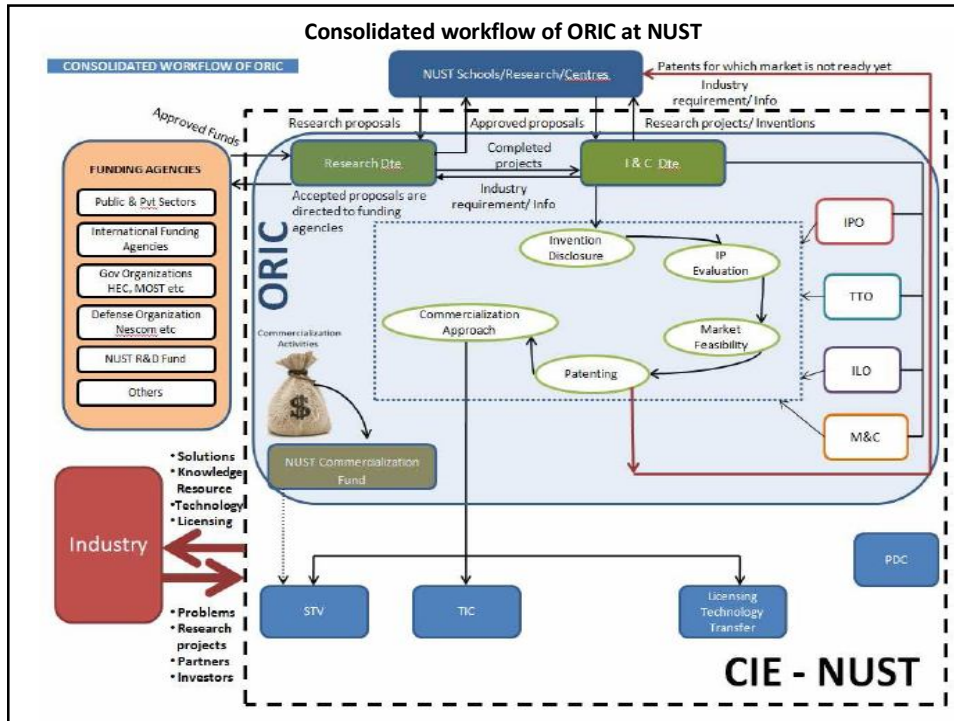 Consolidated workflow of ORIC at NUST
CONSOLIDATED WORKFLOW OF ORIC
NUST Schools/Research/Centres
Patents for which market is not ready yet
Industry
requirement/ Info
Approved Funds
Research proposals
Approved proposals
Research projects/ Inventions
FUNDING AGENCIES
Public & Pvt Sectors
International Funding
Agencies
Gov Organizations
HEC, MOST etc
Defense Organization
Nescom etc
NUST R&D Fund
Others
Research Dte.
Completed
projects
I & C Dte
Industry
requirement/ Info
Accepted proposals are
directed to funding
agencies
ORIC
Invention
Disclosure
IP
Evaluation
Market
Feasibility
Patenting
Commercialization
Approach
IPO
TTO
ILO
M&C
Commercialization
Activities
$
NUST Commercialization
Fund
• Solutions
• Knowledge
Resource
•Technology
• Licensing
Industry
• Problems
• Research
projects
• Partners
• Investors
STV
TIC
Licensing
Technology
Transfer
PDC
CIE - NUST